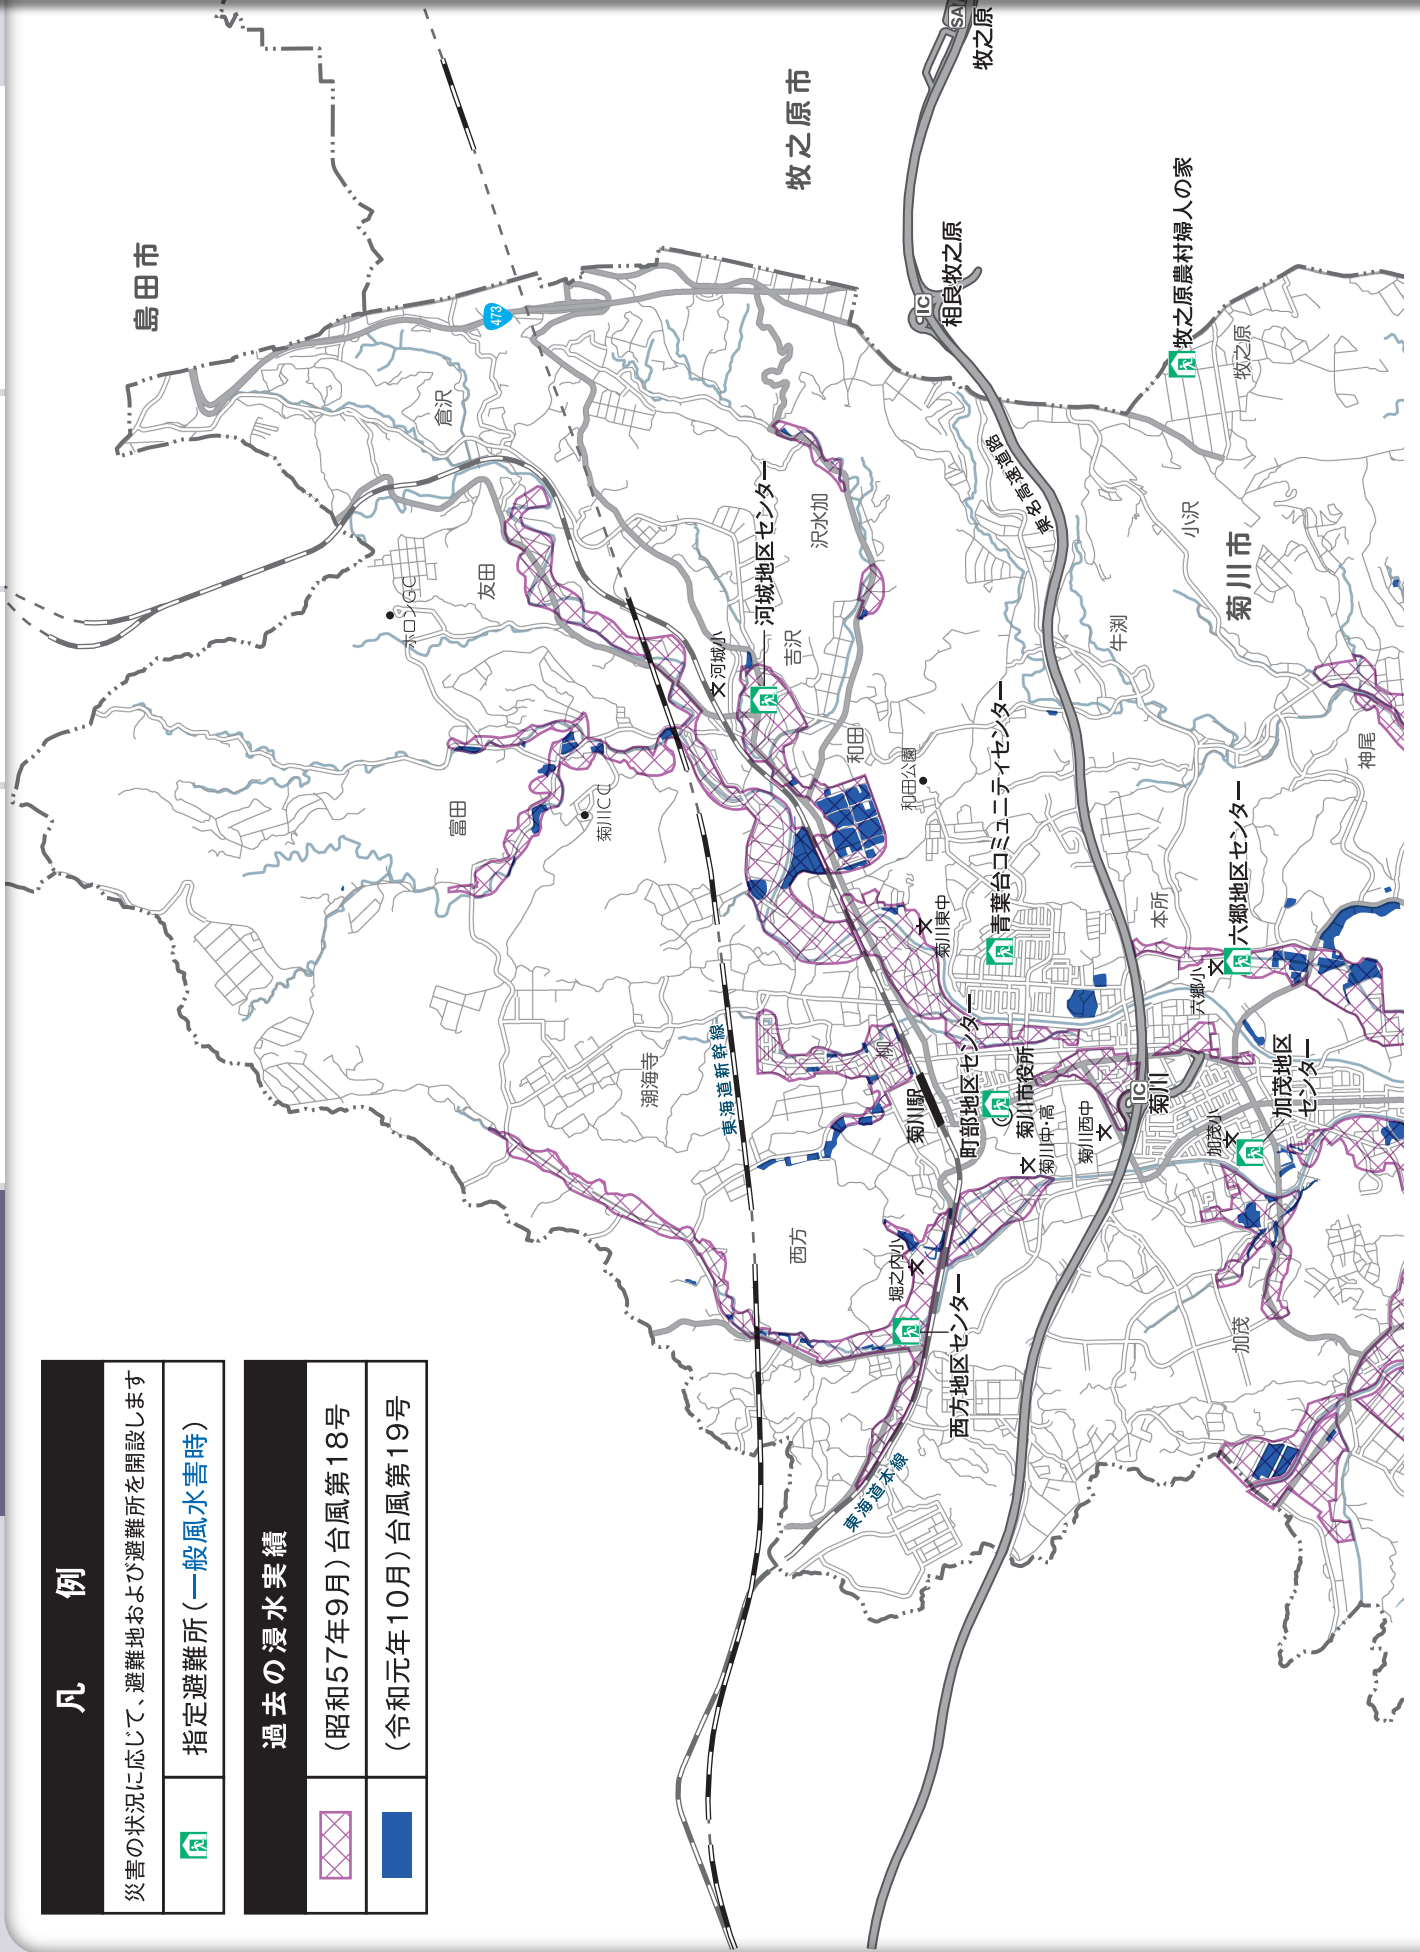 凡例
災害の状況に応じて、避難地および避難所を開設します
指定避難所(一般風水害時)
過去の浸水実績
(昭和57年9月)台風第18号
(令和元年10月)台風第19号
島田市
牧之原市
菊川市
473
SA
牧之原
IC
相良牧之原
牧之原農村婦人の家
牧之原
倉沢
ホロンGC
友田
河城小
河城地区センター
吉沢
沢水加
東名高速道路
小沢
牛渕
富田
菊川CC
和田
和田公園
青葉台コミュニティセンター
神尾
菊川東中
本所
六郷地区センター
六郷小
潮海寺
東海道新幹線
柳
菊川駅
町部地区センター
◎菊川市役所
菊川中・高
菊川西中
IC
菊川
加茂小
加茂地区
センター
西方
堀之内小
西方地区センター
東海道本線
加茂